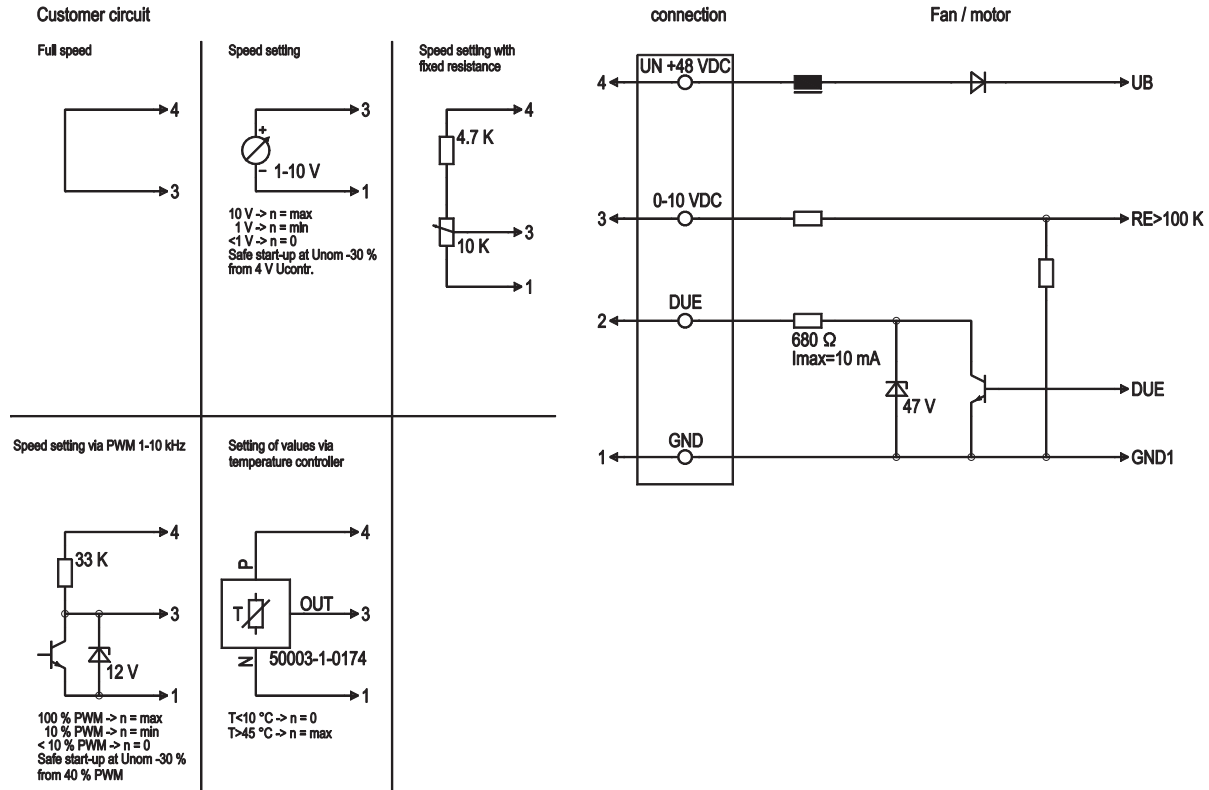 Customer circuit
Full speed
4
3
Speed setting
3
+
− 1-10 V
1
10 V -> n = max
1 V -> n = min
<1 V -> n = 0
Safe start-up at Unom -30 %
from 4 V Ucontr.
Speed setting with
fixed resistance
4
4.7 K
3
10 K
1
Speed setting via PWM 1-10 kHz
4
33 K
3
12 V
1
100 % PWM -> n = max
10 % PWM -> n = min
< 10 % PWM -> n = 0
Safe start-up at Unom -30 %
from 40 % PWM
Setting of values via
temperature controller
4
P
T
OUT
3
N
50003-1-0174
1
T<10 °C -> n = 0
T>45 °C -> n = max
connection
Fan / motor
UN +48 VDC
4
UB
0-10 VDC
3
RE>100 K
DUE
2
680 Ω
Imax=10 mA
47 V
DUE
GND
1
GND1